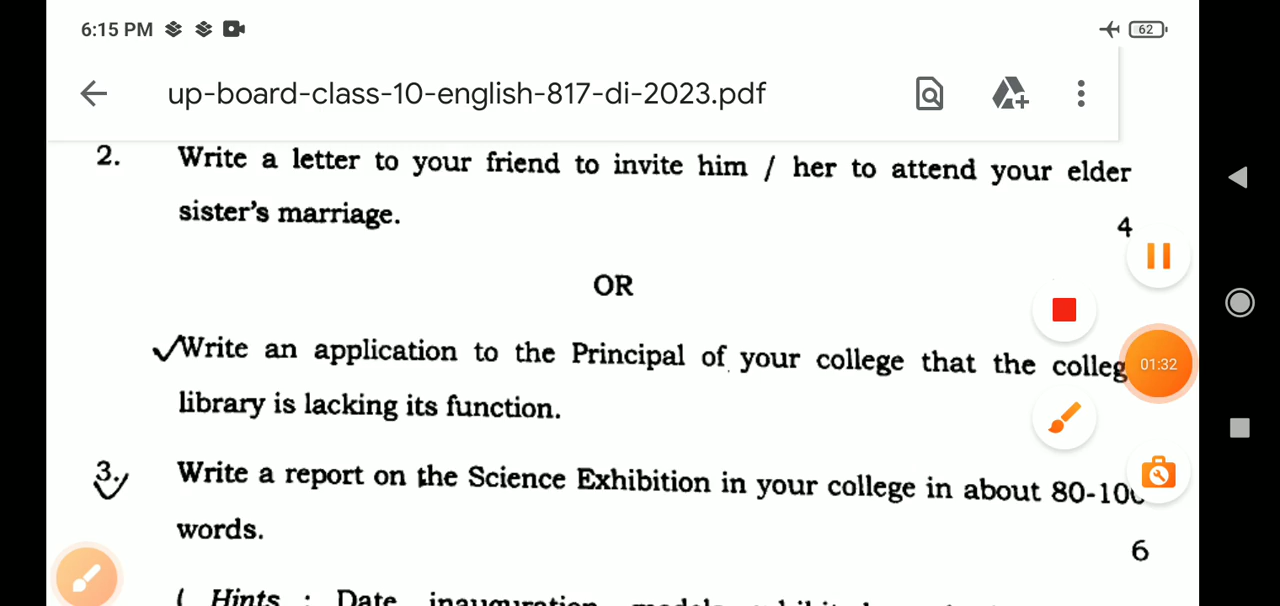 6:15 PM
62
up-board-class-10-english-817-di-2023.pdf
2. Write a letter to your friend to invite him / her to attend your elder
sister's marriage.
4
OR
Write an application to the Principal of your college that the colleg
library is lacking its function.
01:32
3. Write a report on the Science Exhibition in your college in about 80-100
words.
6
( Hints : Date, inauguration, models